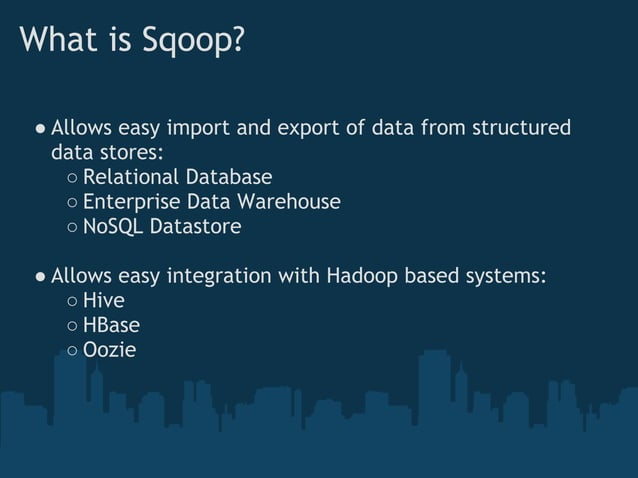 What is Sqoop?
● Allows easy import and export of data from structured
data stores:
○ Relational Database
○ Enterprise Data Warehouse
○ NoSQL Datastore
● Allows easy integration with Hadoop based systems:
○ Hive
○ HBase
○ Oozie